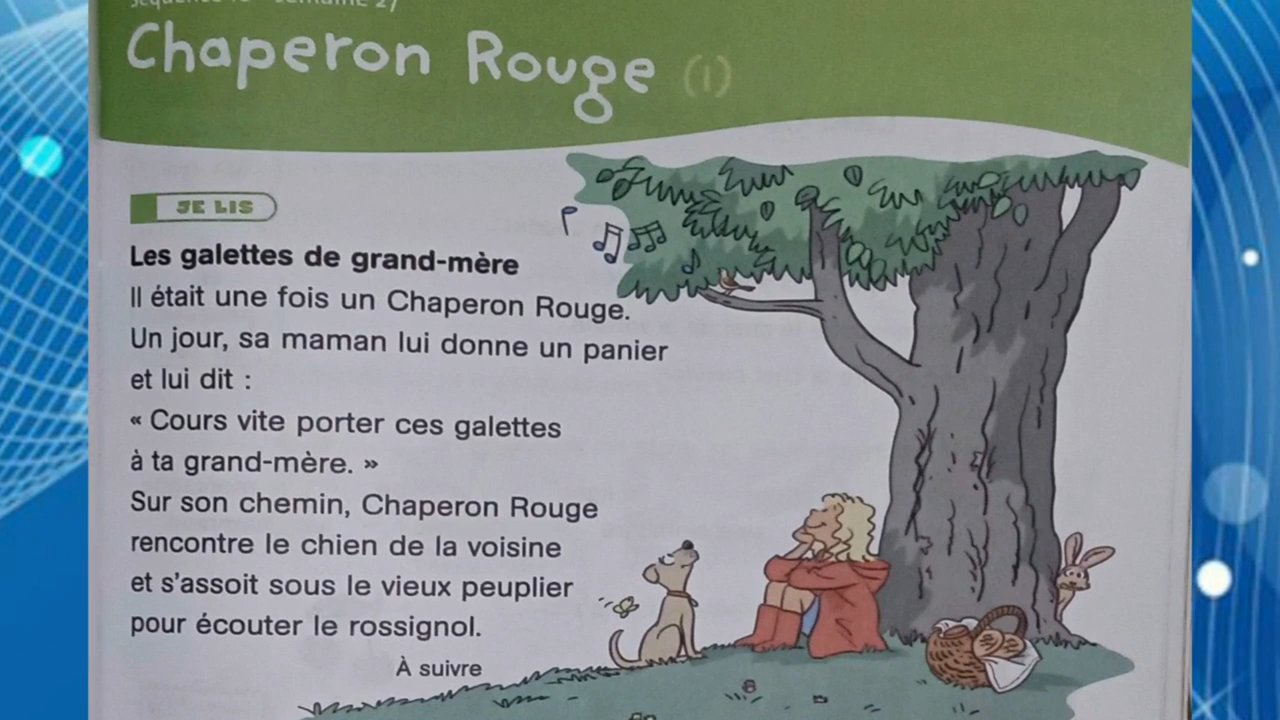 Chaperon Rouge (1)
JE LIS
Les galettes de grand-mère
Il était une fois un Chaperon Rouge.
Un jour, sa maman lui donne un panier
et lui dit :
« Cours vite porter ces galettes
à ta grand-mère. »
Sur son chemin, Chaperon Rouge
rencontre le chien de la voisine
et s'assoit sous le vieux peuplier
pour écouter le rossignol.
À suivre